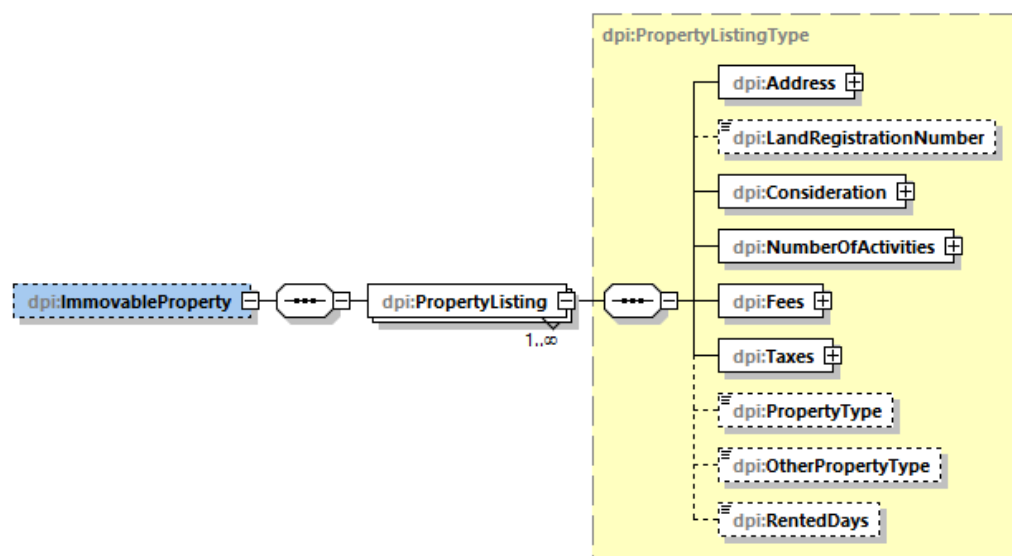 dpi:PropertyListingType
dpi:Address
dpi:LandRegistrationNumber
dpi:Consideration
dpi:NumberOfActivities
dpi:ImmovableProperty
dpi:PropertyListing
1..∞
dpi:Fees
dpi:Taxes
dpi:PropertyType
dpi:OtherPropertyType
dpi:RentedDays